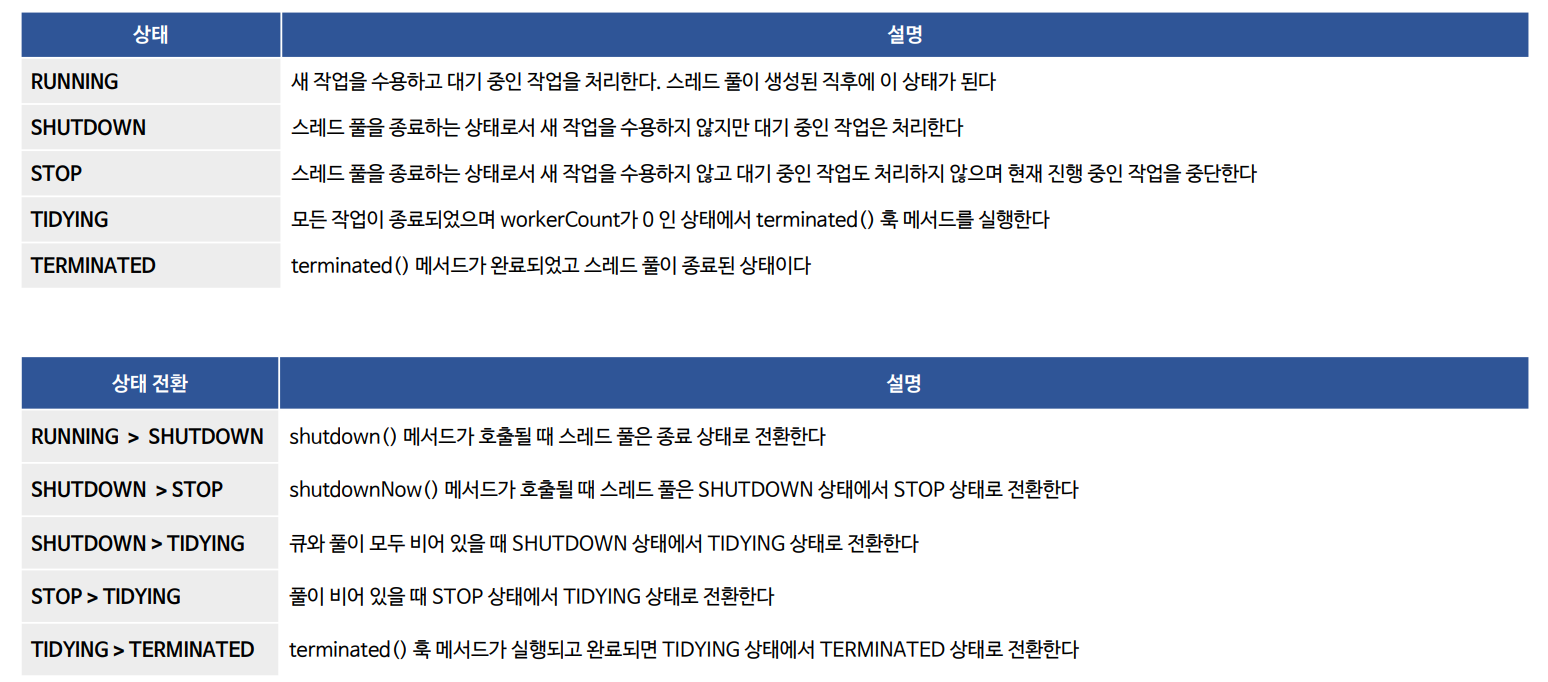 상태 설명
RUNNING 새 작업을 수용하고 대기 중인 작업을 처리한다. 스레드 풀이 생성된 직후에 이 상태가 된다
SHUTDOWN 스레드 풀을 종료하는 상태로서 새 작업을 수용하지 않지만 대기 중인 작업은 처리한다
STOP 스레드 풀을 종료하는 상태로서 새 작업을 수용하지 않고 대기 중인 작업도 처리하지 않으며 현재 진행 중인 작업을 중단한다
TIDYING 모든 작업이 종료되었으며 workerCount가 0 인 상태에서 terminated() 훅 메서드를 실행한다
TERMINATED terminated() 메서드가 완료되었고 스레드 풀이 종료된 상태이다
상태 전환 설명
RUNNING > SHUTDOWN shutdown() 메서드가 호출될 때 스레드 풀은 종료 상태로 전환한다
SHUTDOWN > STOP shutdownNow() 메서드가 호출될 때 스레드 풀은 SHUTDOWN 상태에서 STOP 상태로 전환한다
SHUTDOWN > TIDYING 큐와 풀이 모두 비어 있을 때 SHUTDOWN 상태에서 TIDYING 상태로 전환한다
STOP > TIDYING 풀이 비어 있을 때 STOP 상태에서 TIDYING 상태로 전환한다
TIDYING > TERMINATED terminated() 훅 메서드가 실행되고 완료되면 TIDYING 상태에서 TERMINATED 상태로 전환한다